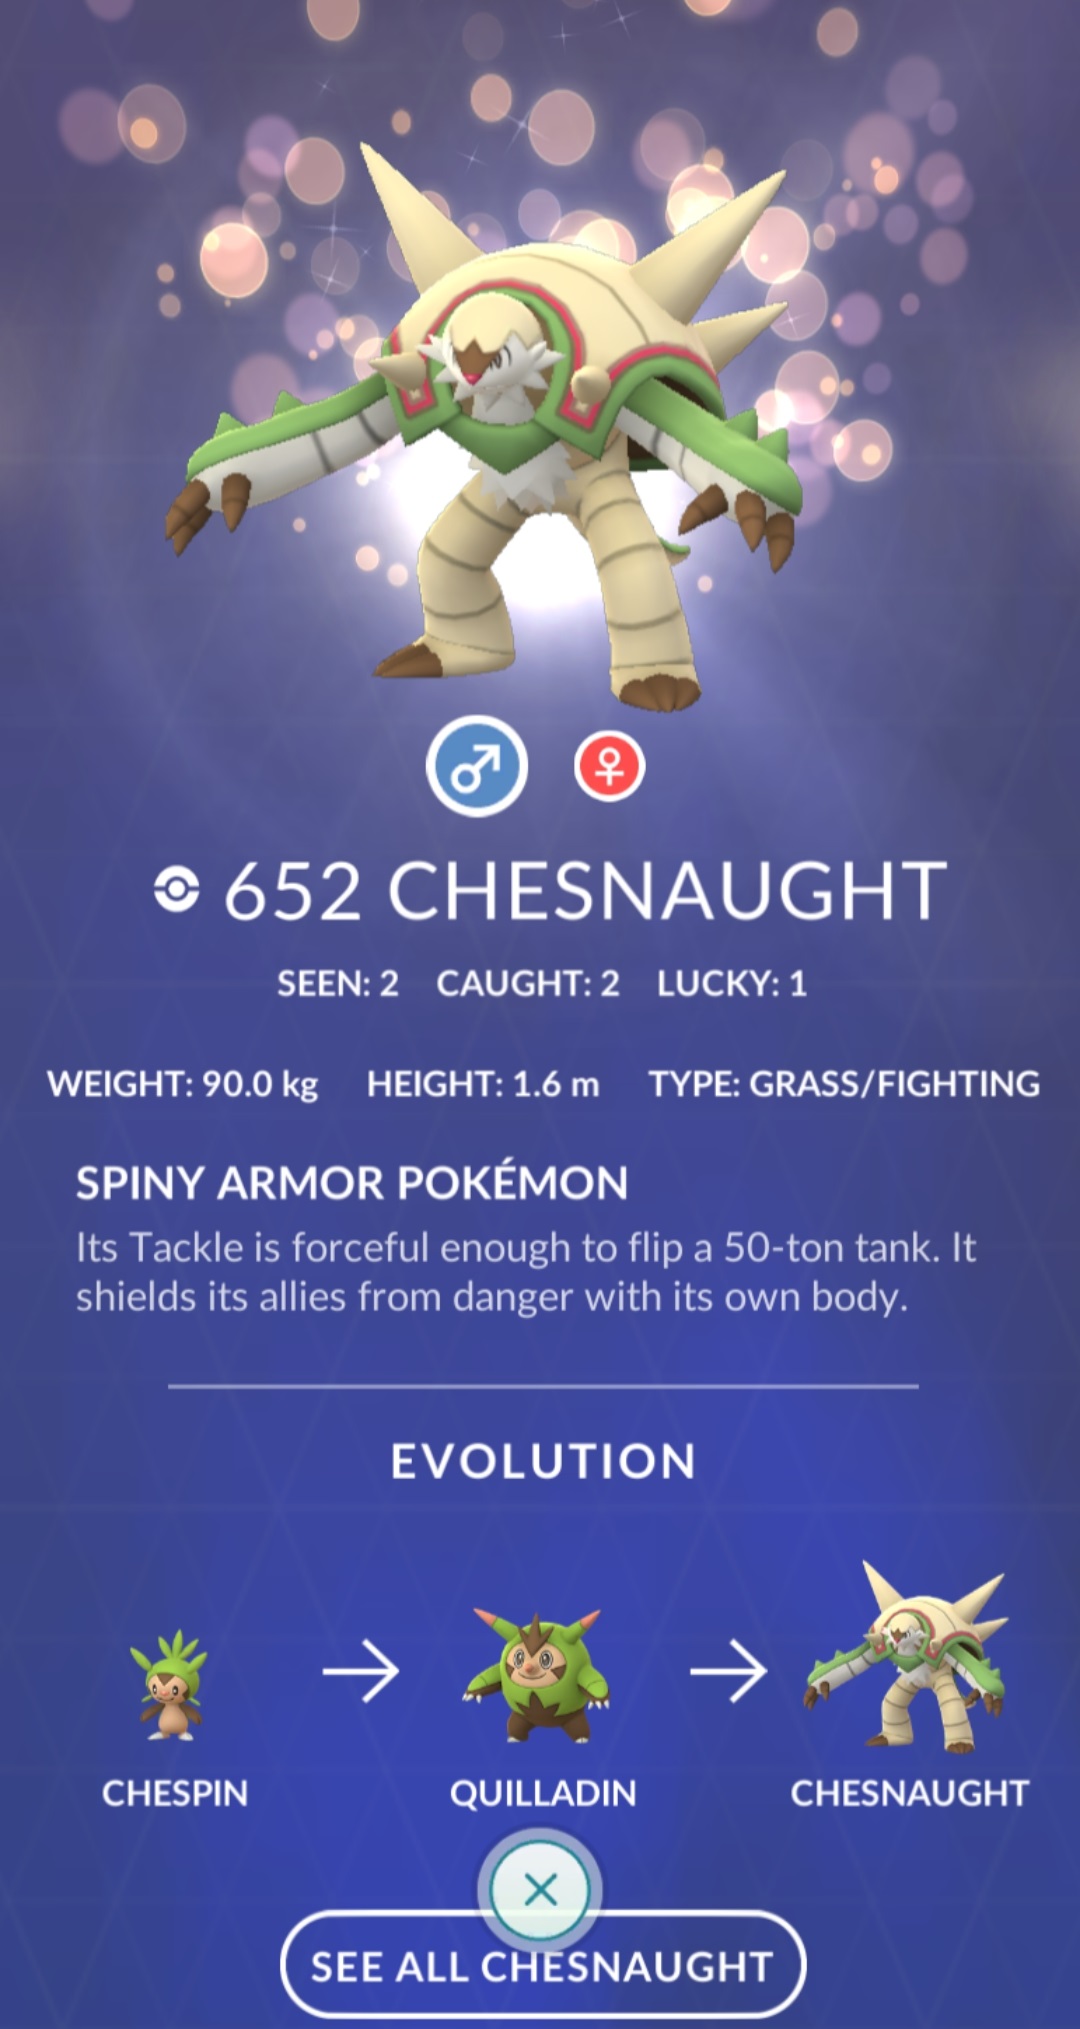 652 CHESNAUGHT
SEEN: 2 CAUGHT: 2 LUCKY: 1
WEIGHT: 90.0 kg HEIGHT: 1.6 m TYPE: GRASS/FIGHTING
SPINY ARMOR POKÉMON
Its Tackle is forceful enough to flip a 50-ton tank. It
shields its allies from danger with its own body.
EVOLUTION
CHESPIN QUILLADIN CHESNAUGHT
SEE ALL CHESNAUGHT